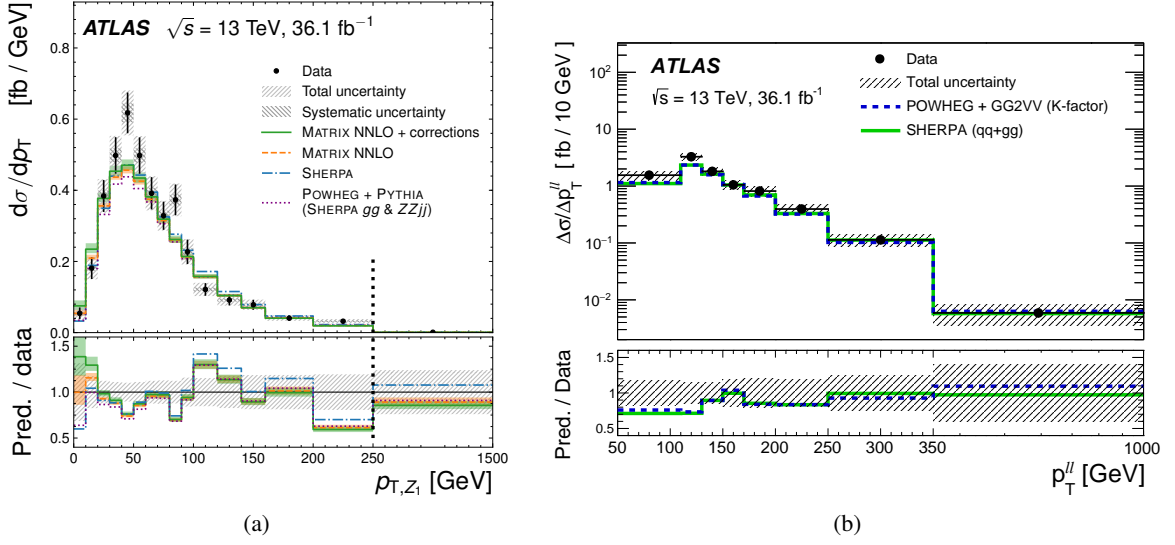 ATLAS √s = 13 TeV, 36.1 fb⁻¹
dσ/dpT [fb / GeV]
0.8
0.6
0.4
0.2
0.0
Data
Total uncertainty
Systematic uncertainty
MATRIX NNLO + corrections
MATRIX NNLO
SHERPA
POWHEG + PYTHIA
(SHERPA gg & ZZjj)
Pred. / data
1.5
1.0
0.5
0 50 100 150 200 250 1500
pT,Z1 [GeV]
(a)
ATLAS
√s = 13 TeV, 36.1 fb⁻¹
Δσ/Δp_T^ll [ fb / 10 GeV]
10²
10
1
10⁻¹
10⁻²
Data
Total uncertainty
POWHEG + GG2VV (K-factor)
SHERPA (qq+gg)
Pred. / Data
1.5
1
0.5
50 100 150 200 250 300 350 1000
p_T^ll [GeV]
(b)